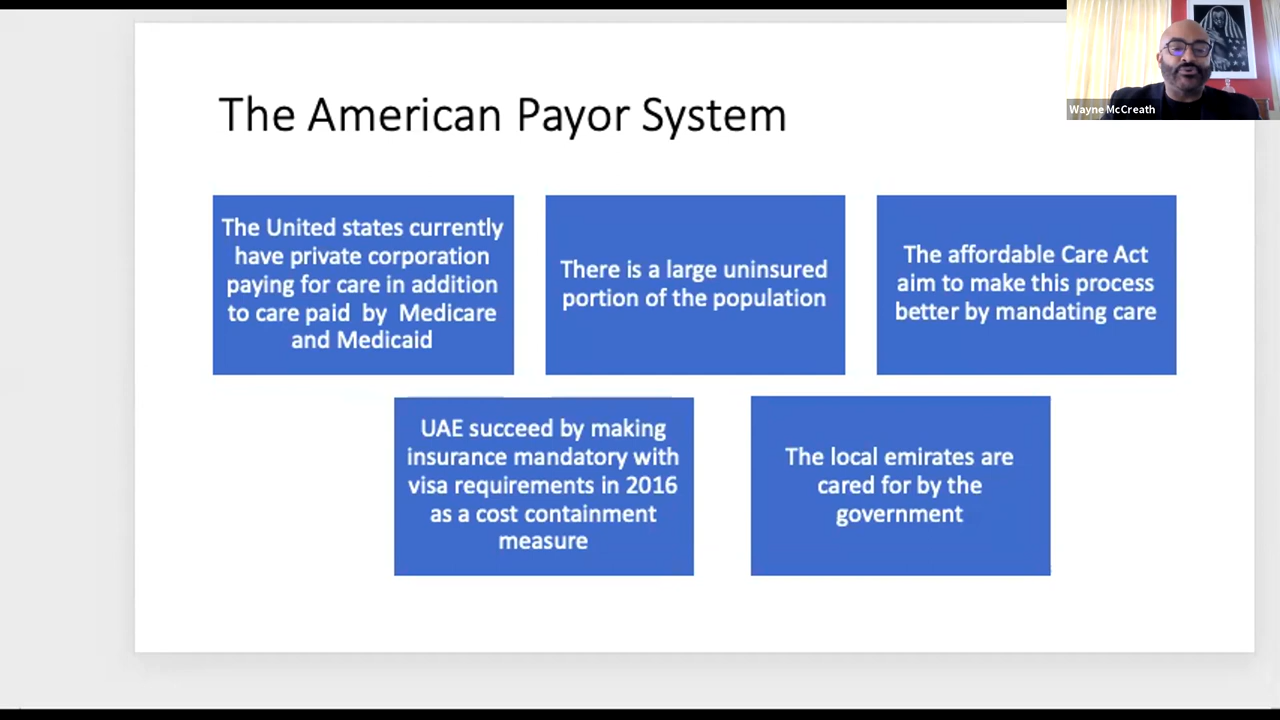 The American Payor System
Wayne McCreath
The United states currently
have private corporation
paying for care in addition
to care paid by Medicare
and Medicaid
There is a large uninsured
portion of the population
The affordable Care Act
aim to make this process
better by mandating care
UAE succeed by making
insurance mandatory with
visa requirements in 2016
as a cost containment
measure
The local emirates are
cared for by the
government